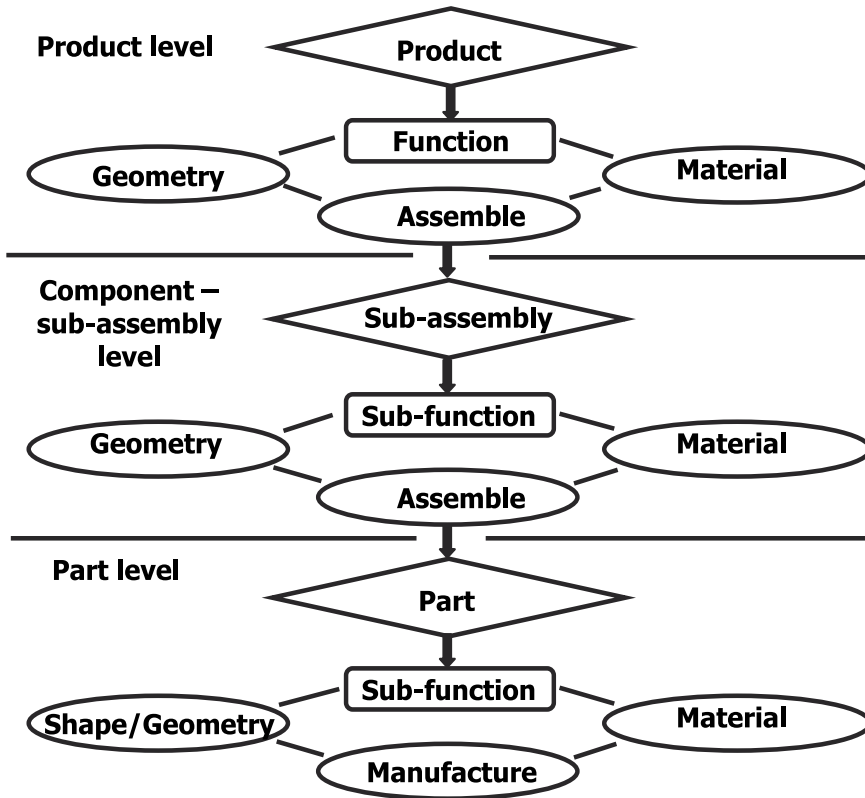 Product level
Product
Function
Geometry
Material
Assemble
Component –
sub-assembly
level
Sub-assembly
Sub-function
Geometry
Material
Assemble
Part level
Part
Sub-function
Shape/Geometry
Material
Manufacture